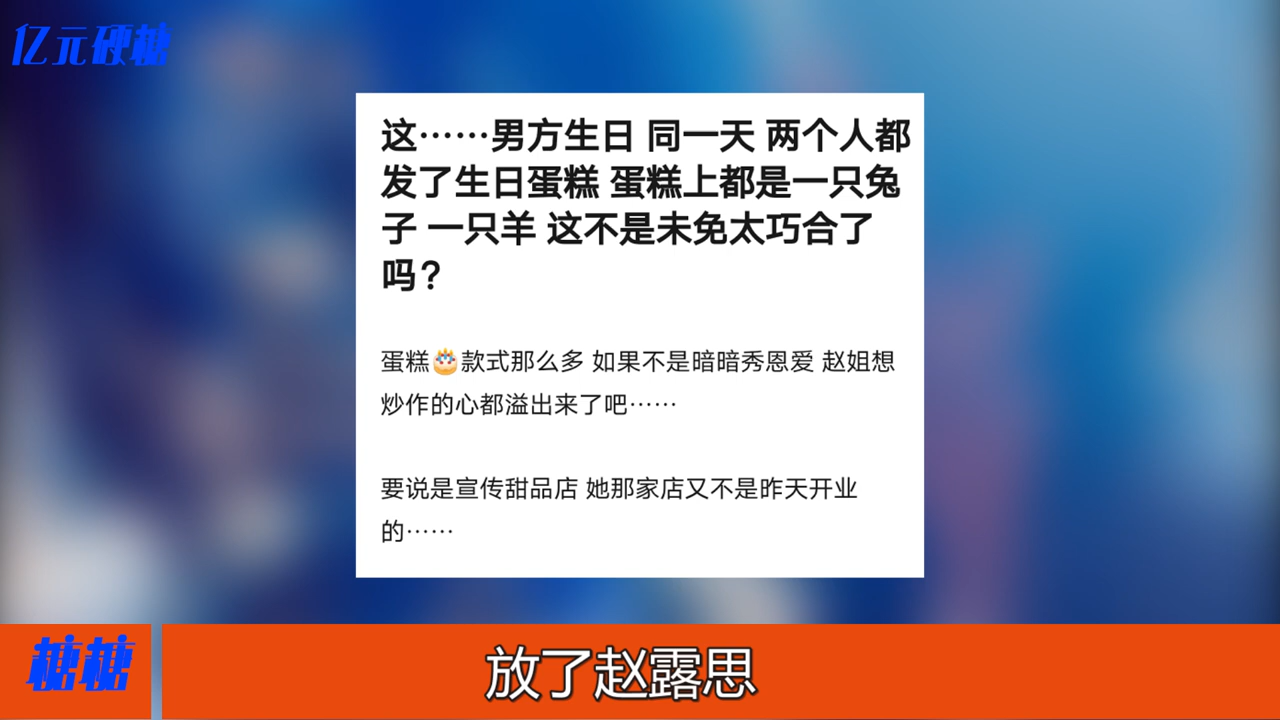 亿元硬糖
这……男方生日 同一天 两个人都
发了生日蛋糕 蛋糕上都是一只兔
子 一只羊 这不是未免太巧合了
吗？
蛋糕🎂款式那么多 如果不是暗暗秀恩爱 赵姐想
炒作的心都溢出来了吧……
要说是宣传甜品店 她那家店又不是昨天开业
的……
糖糖
放了赵露思